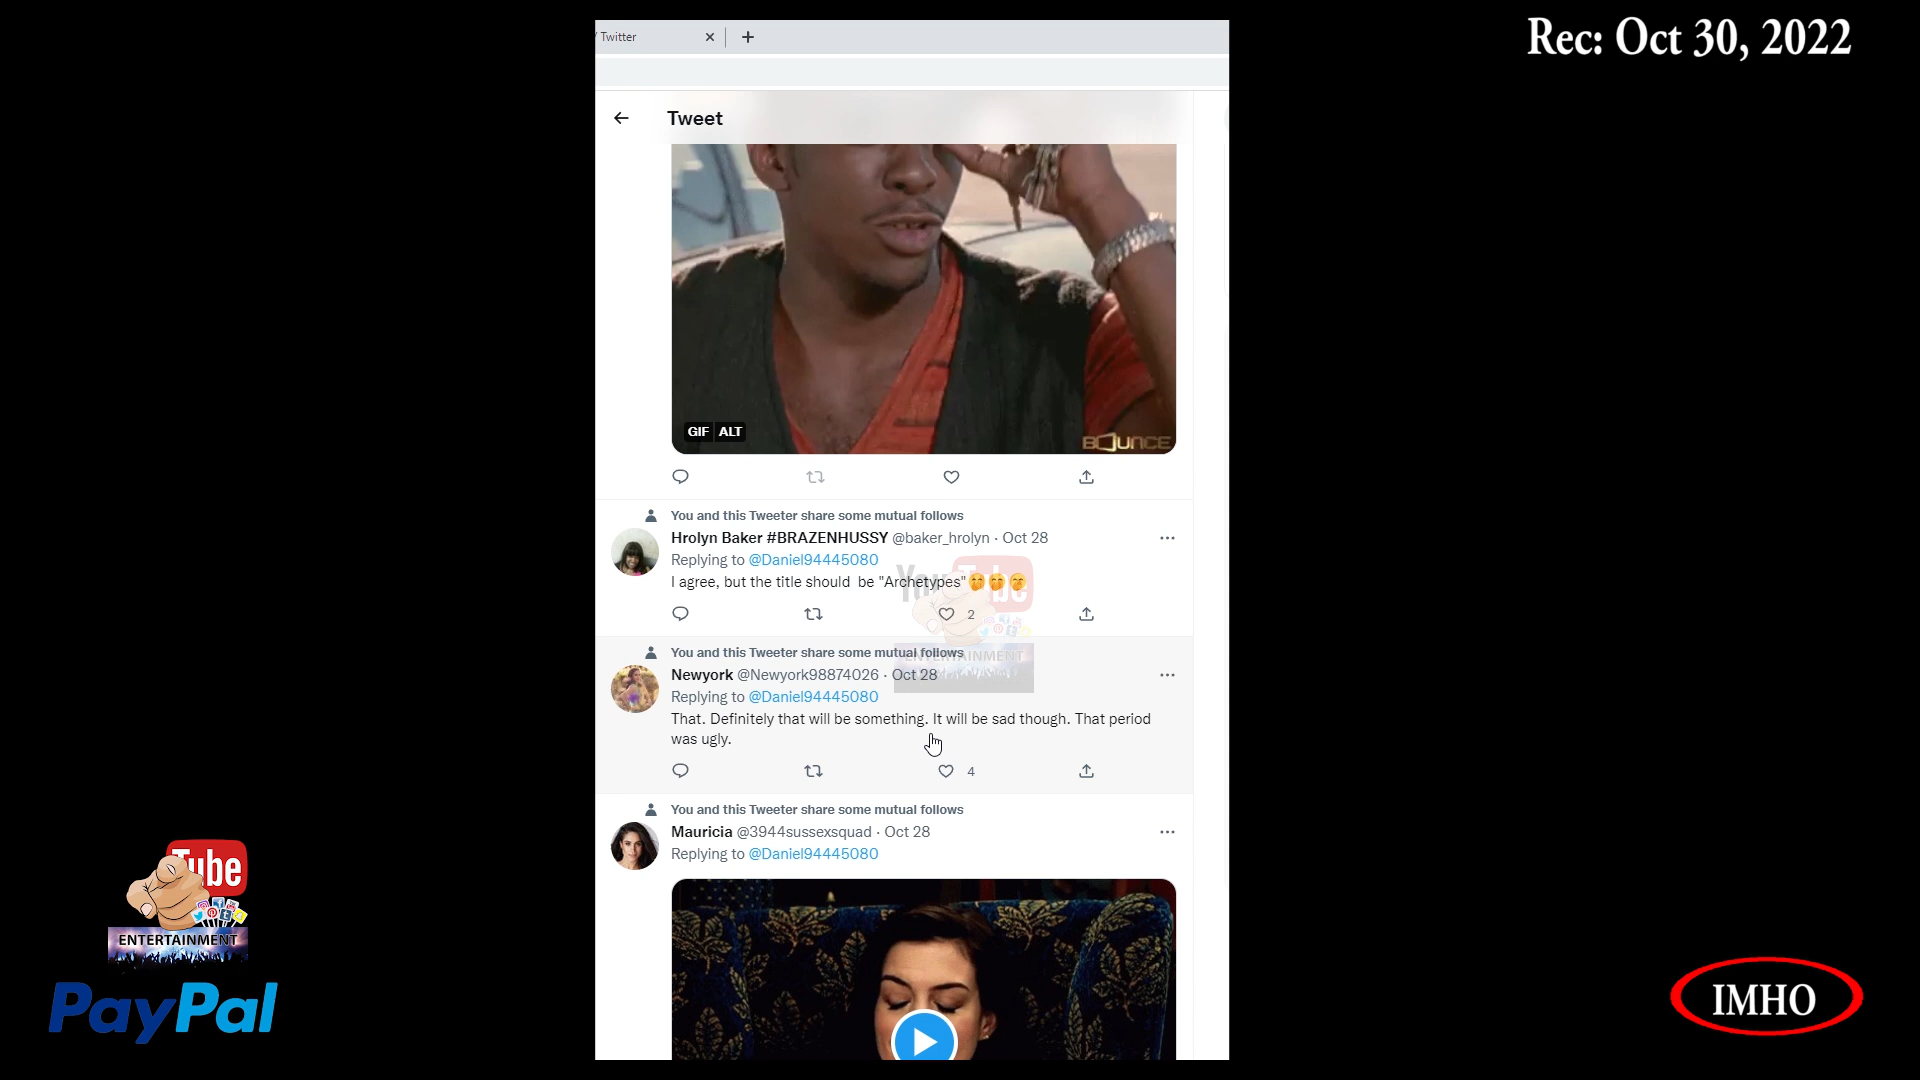 Rec: Oct 30, 2022
/ Twitter
Tweet
GIF ALT
BOUNCE
You and this Tweeter share some mutual follows
Hrolyn Baker #BRAZENHUSSY @baker_hrolyn · Oct 28
Replying to @Daniel94445080
I agree, but the title should be "Archetypes"🤭🤭🤭
2
You and this Tweeter share some mutual follows
Newyork @Newyork98874026 · Oct 28
Replying to @Daniel94445080
That. Definitely that will be something. It will be sad though. That period
was ugly.
4
You and this Tweeter share some mutual follows
Mauricia @3944sussexsquad · Oct 28
Replying to @Daniel94445080
YouTube
ENTERTAINMENT
Tube
ENTERTAINMENT
PayPal
IMHO